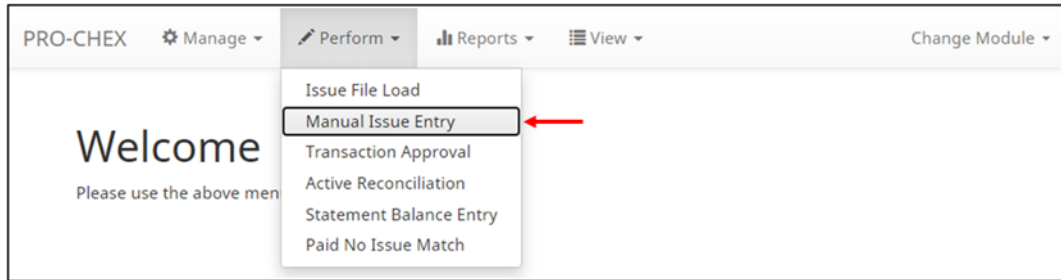 PRO-CHEX Manage Perform Reports View Change Module
Issue File Load
Manual Issue Entry
Transaction Approval
Active Reconciliation
Statement Balance Entry
Paid No Issue Match
Welcome
Please use the above